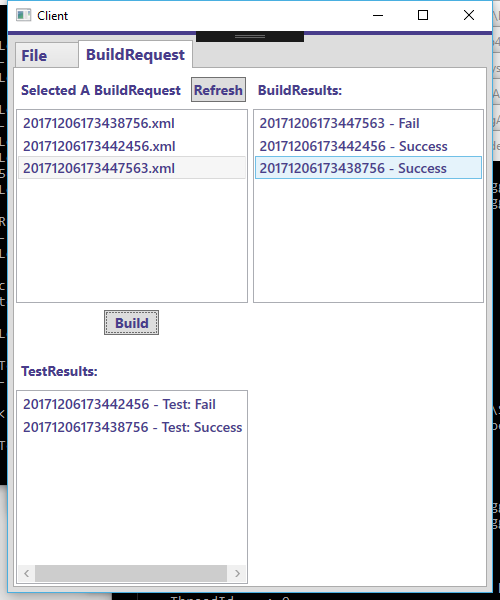 Client
File
BuildRequest
Selected A BuildRequest
Refresh
BuildResults:
20171206173438756.xml
20171206173442456.xml
20171206173447563.xml
20171206173447563 - Fail
20171206173442456 - Success
20171206173438756 - Success
Build
TestResults:
20171206173442456 - Test: Fail
20171206173438756 - Test: Success